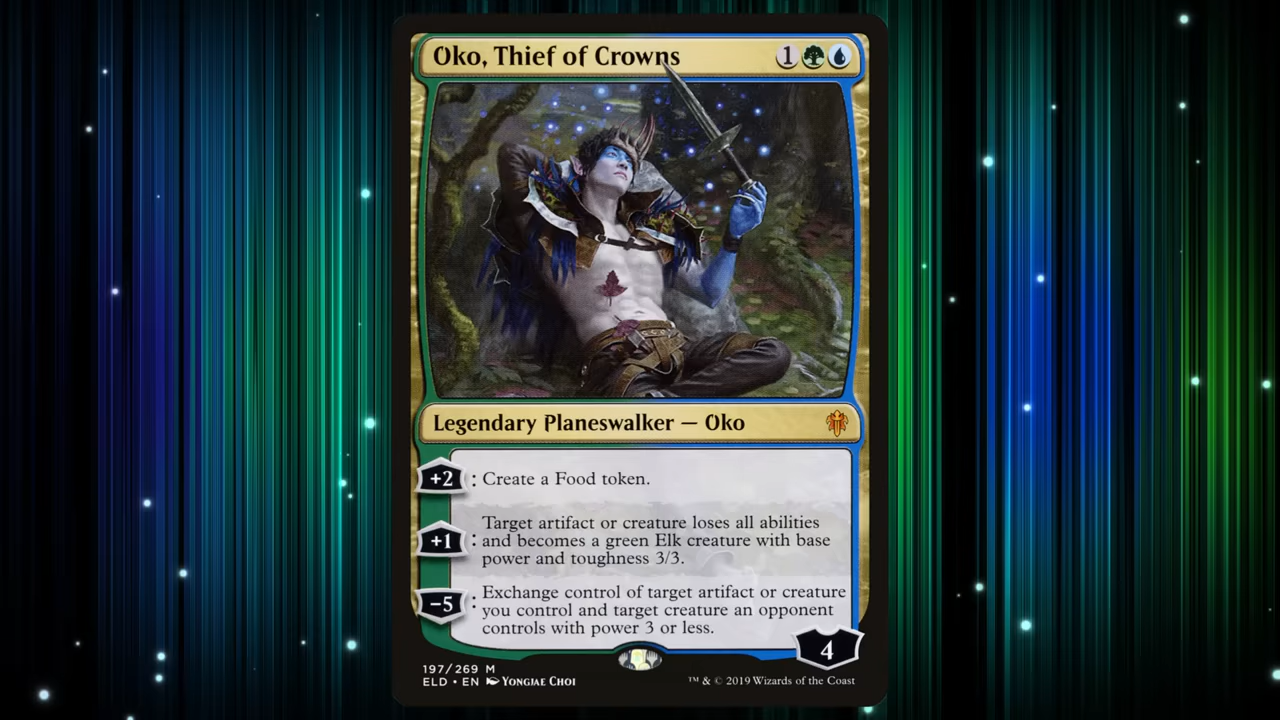 Oko, Thief of Crowns 1
Legendary Planeswalker — Oko
+2 : Create a Food token.
+1 : Target artifact or creature loses all abilities
and becomes a green Elk creature with base
power and toughness 3/3.
−5 : Exchange control of target artifact or creature
you control and target creature an opponent
controls with power 3 or less.
4
197/269 M
ELD • EN Yongjae Choi
™ & © 2019 Wizards of the Coast